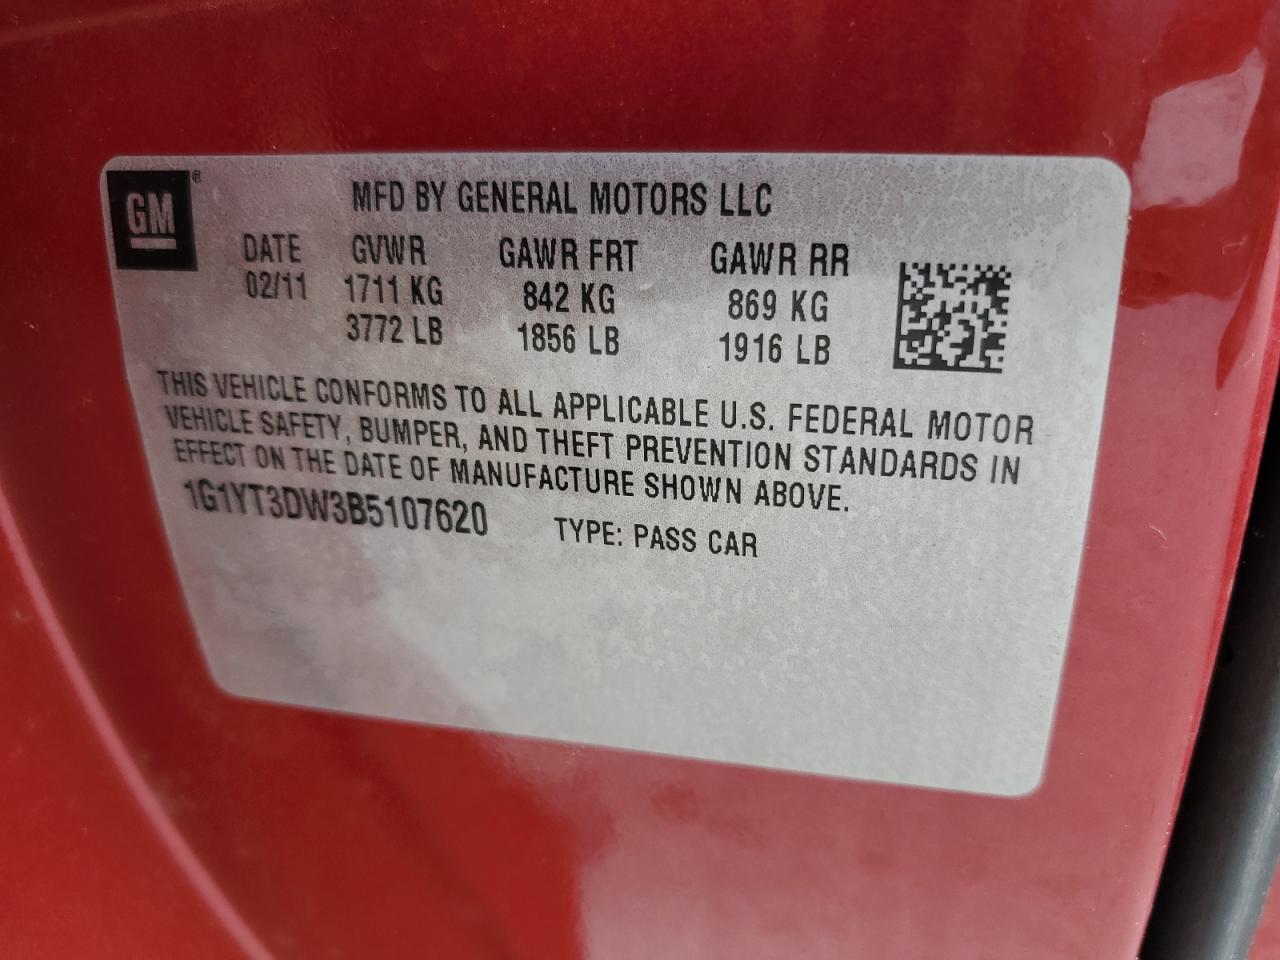 GM®
MFD BY GENERAL MOTORS LLC
DATE GVWR GAWR FRT GAWR RR
02/11 1711 KG 842 KG 869 KG
3772 LB 1856 LB 1916 LB
THIS VEHICLE CONFORMS TO ALL APPLICABLE U.S. FEDERAL MOTOR
VEHICLE SAFETY, BUMPER, AND THEFT PREVENTION STANDARDS IN
EFFECT ON THE DATE OF MANUFACTURE SHOWN ABOVE.
1G1YT3DW3B5107620 TYPE: PASS CAR